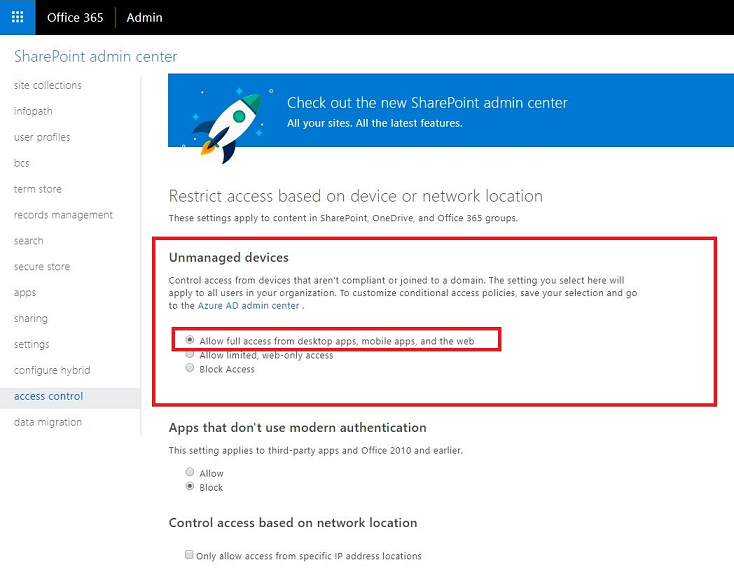 Office 365 Admin
SharePoint admin center
site collections
infopath
user profiles
bcs
term store
records management
search
secure store
apps
sharing
settings
configure hybrid
access control
data migration
Check out the new SharePoint admin center
All your sites. All the latest features.
Restrict access based on device or network location
These settings apply to content in SharePoint, OneDrive, and Office 365 groups.
Unmanaged devices
Control access from devices that aren't compliant or joined to a domain. The setting you select here will
apply to all users in your organization. To customize conditional access policies, save your selection and go
to the Azure AD admin center .
Allow full access from desktop apps, mobile apps, and the web
Allow limited, web-only access
Block Access
Apps that don't use modern authentication
This setting applies to third-party apps and Office 2010 and earlier.
Allow
Block
Control access based on network location
Only allow access from specific IP address locations